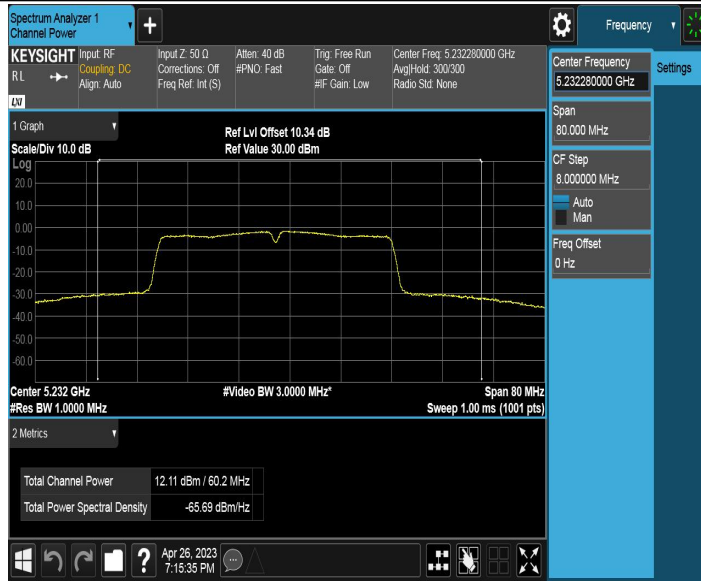 Spectrum Analyzer 1
Channel Power
Frequency
KEYSIGHT
RL
LXI
Input: RF
Coupling: DC
Align: Auto
Input Z: 50 Ω
Corrections: Off
Freq Ref: Int (S)
Atten: 40 dB
#PNO: Fast
Trig: Free Run
Gate: Off
#IF Gain: Low
Center Freq: 5.232280000 GHz
Avg|Hold: 300/300
Radio Std: None
Center Frequency
5.232280000 GHz
Settings
Span
80.000 MHz
CF Step
8.000000 MHz
Auto
Man
Freq Offset
0 Hz
1 Graph
Scale/Div 10.0 dB
Ref Lvl Offset 10.34 dB
Ref Value 30.00 dBm
Log
20.0
10.0
0.00
-10.0
-20.0
-30.0
-40.0
-50.0
-60.0
Center 5.232 GHz
#Video BW 3.0000 MHz*
Span 80 MHz
#Res BW 1.0000 MHz
Sweep 1.00 ms (1001 pts)
2 Metrics
Total Channel Power
12.11 dBm / 60.2 MHz
Total Power Spectral Density
-65.69 dBm/Hz
?
Apr 26, 2023
7:15:35 PM